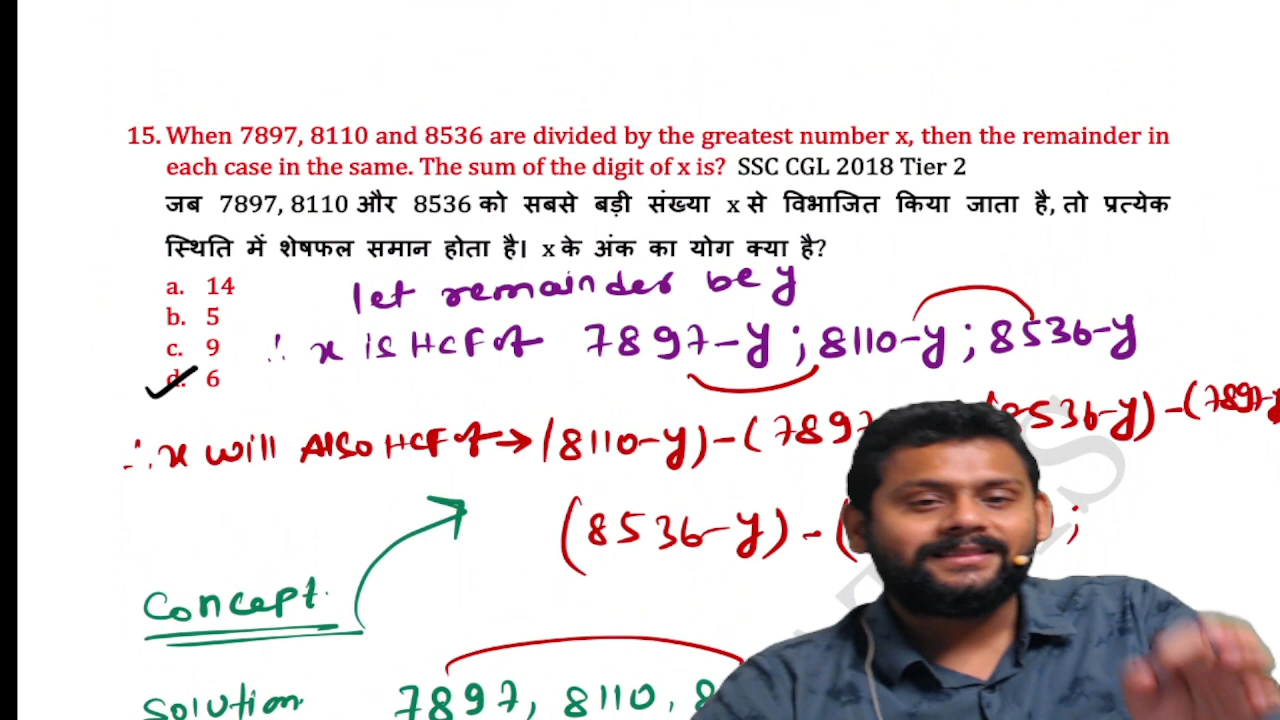 15. When 7897, 8110 and 8536 are divided by the greatest number x, then the remainder in
each case in the same. The sum of the digit of x is? SSC CGL 2018 Tier 2
जब 7897, 8110 और 8536 को सबसे बड़ी संख्या x से विभाजित किया जाता है, तो प्रत्येक
स्थिति में शेषफल समान होता है। x के अंक का योग क्या है?
a. 14
b. 5
c. 9
d. 6
let remainder be y
∴ x is HCF of 7897-y ; 8110-y ; 8536-y
∴ x will Also HCF of → (8110-y)-(789 (8536-y)-(7897-y
(8536-y)-( ;
Concept.
Solution 7897, 8110, 8